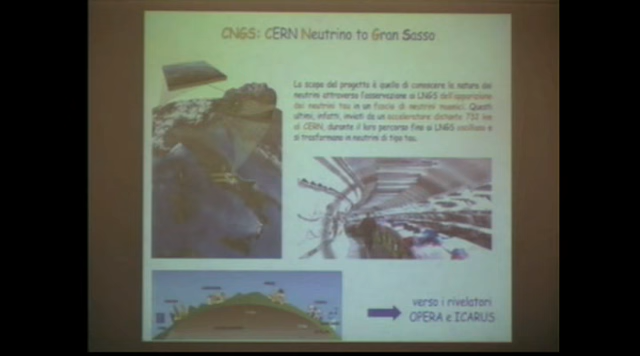 CNGS: CERN Neutrino to Gran Sasso
Lo scopo del progetto è quello di conoscere la natura dei
neutrini attraverso l'osservazione ai LNGS dell'apparizione
dei neutrini tau in un fascio di neutrini muonici. Questi
ultimi, infatti, inviati da un acceleratore distante 732 km
al CERN, durante il loro percorso fino ai LNGS oscillano e
si trasformano in neutrini di tipo tau.
verso i rivelatori
OPERA e ICARUS